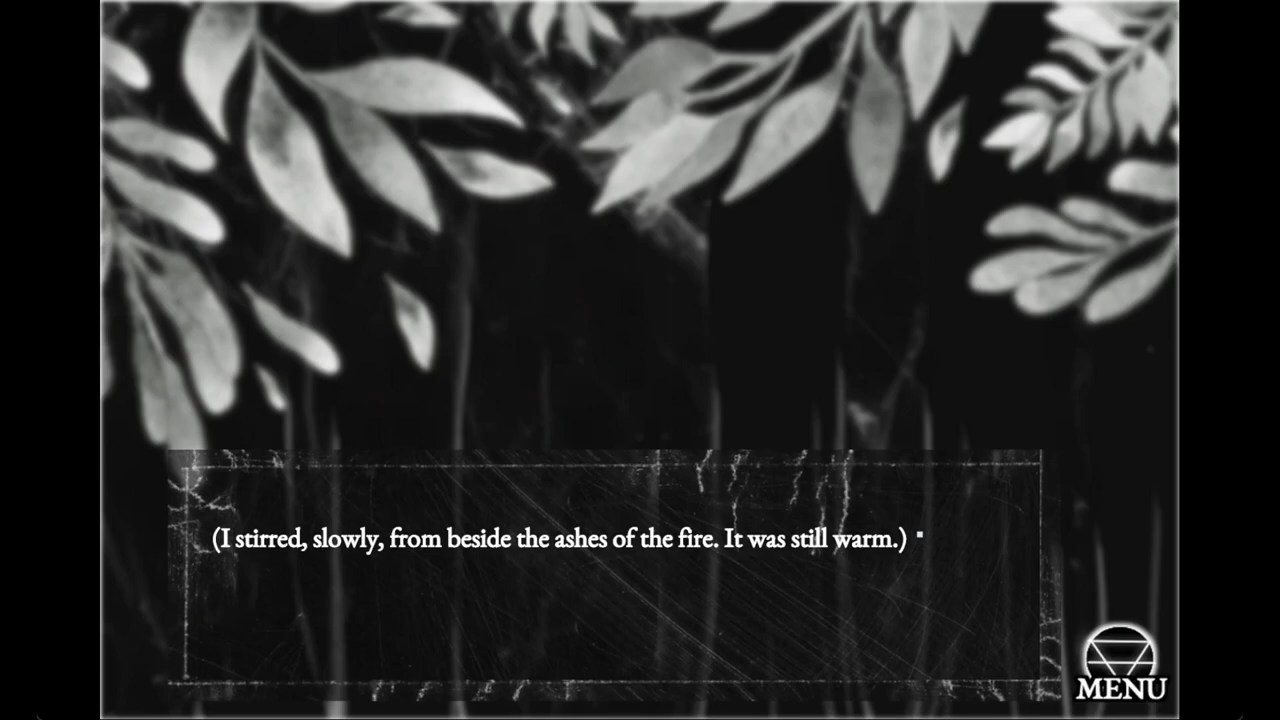 (I stirred, slowly, from beside the ashes of the fire. It was still warm.)
MENU